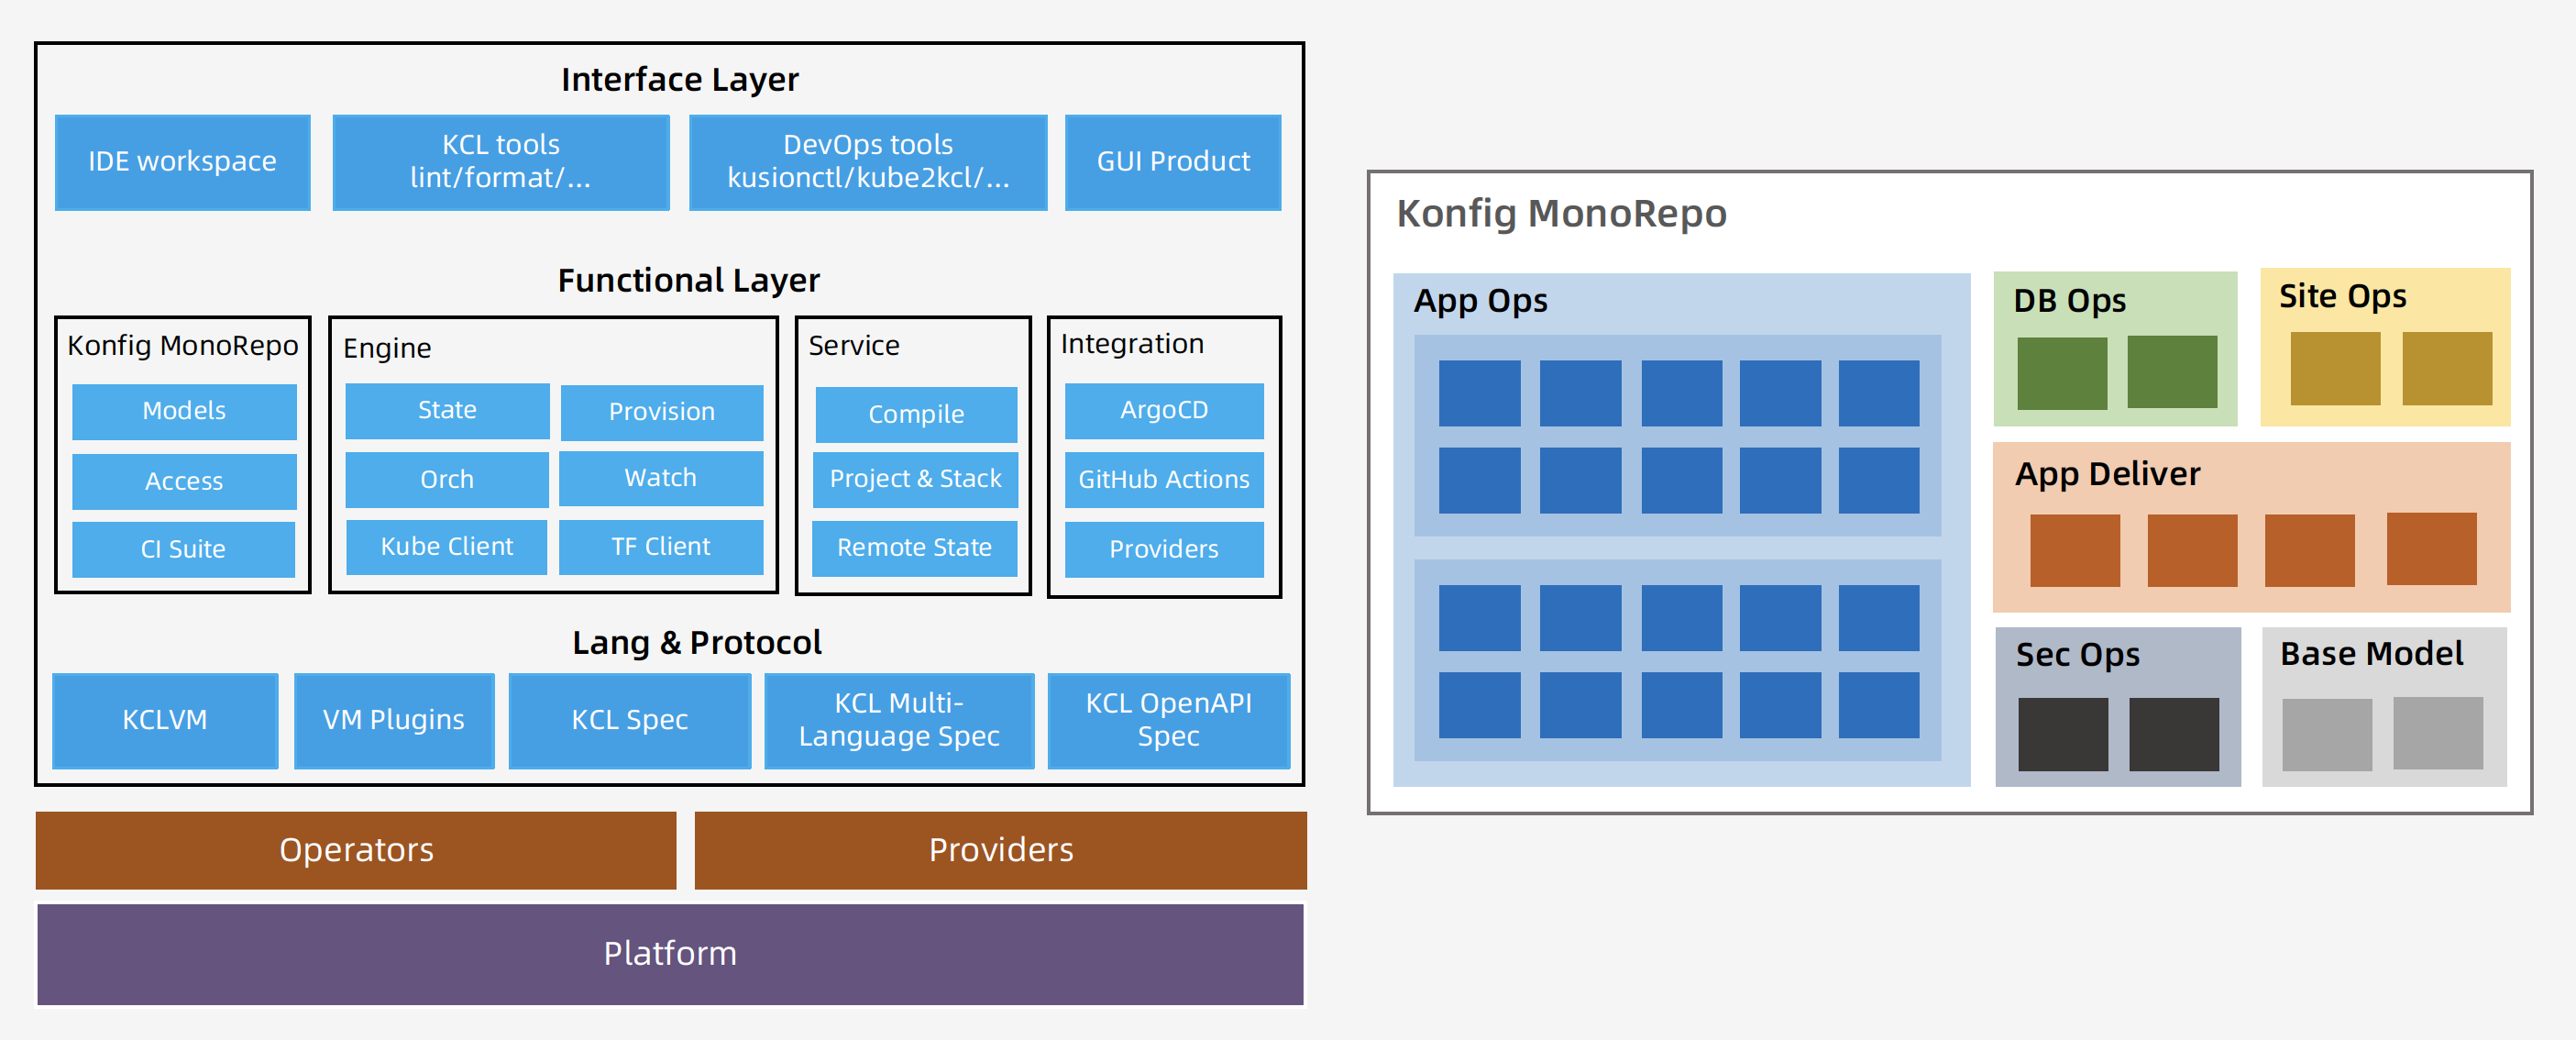 Interface Layer
IDE workspace
KCL tools
lint/format/...
DevOps tools
kusionctl/kube2kcl/...
GUI Product
Functional Layer
Konfig MonoRepo
Models
Access
CI Suite
Engine
State
Provision
Orch
Watch
Kube Client
TF Client
Service
Compile
Project & Stack
Remote State
Integration
ArgoCD
GitHub Actions
Providers
Lang & Protocol
KCLVM
VM Plugins
KCL Spec
KCL Multi-
Language Spec
KCL OpenAPI
Spec
Operators
Providers
Platform
Konfig MonoRepo
App Ops
DB Ops
Site Ops
App Deliver
Sec Ops
Base Model